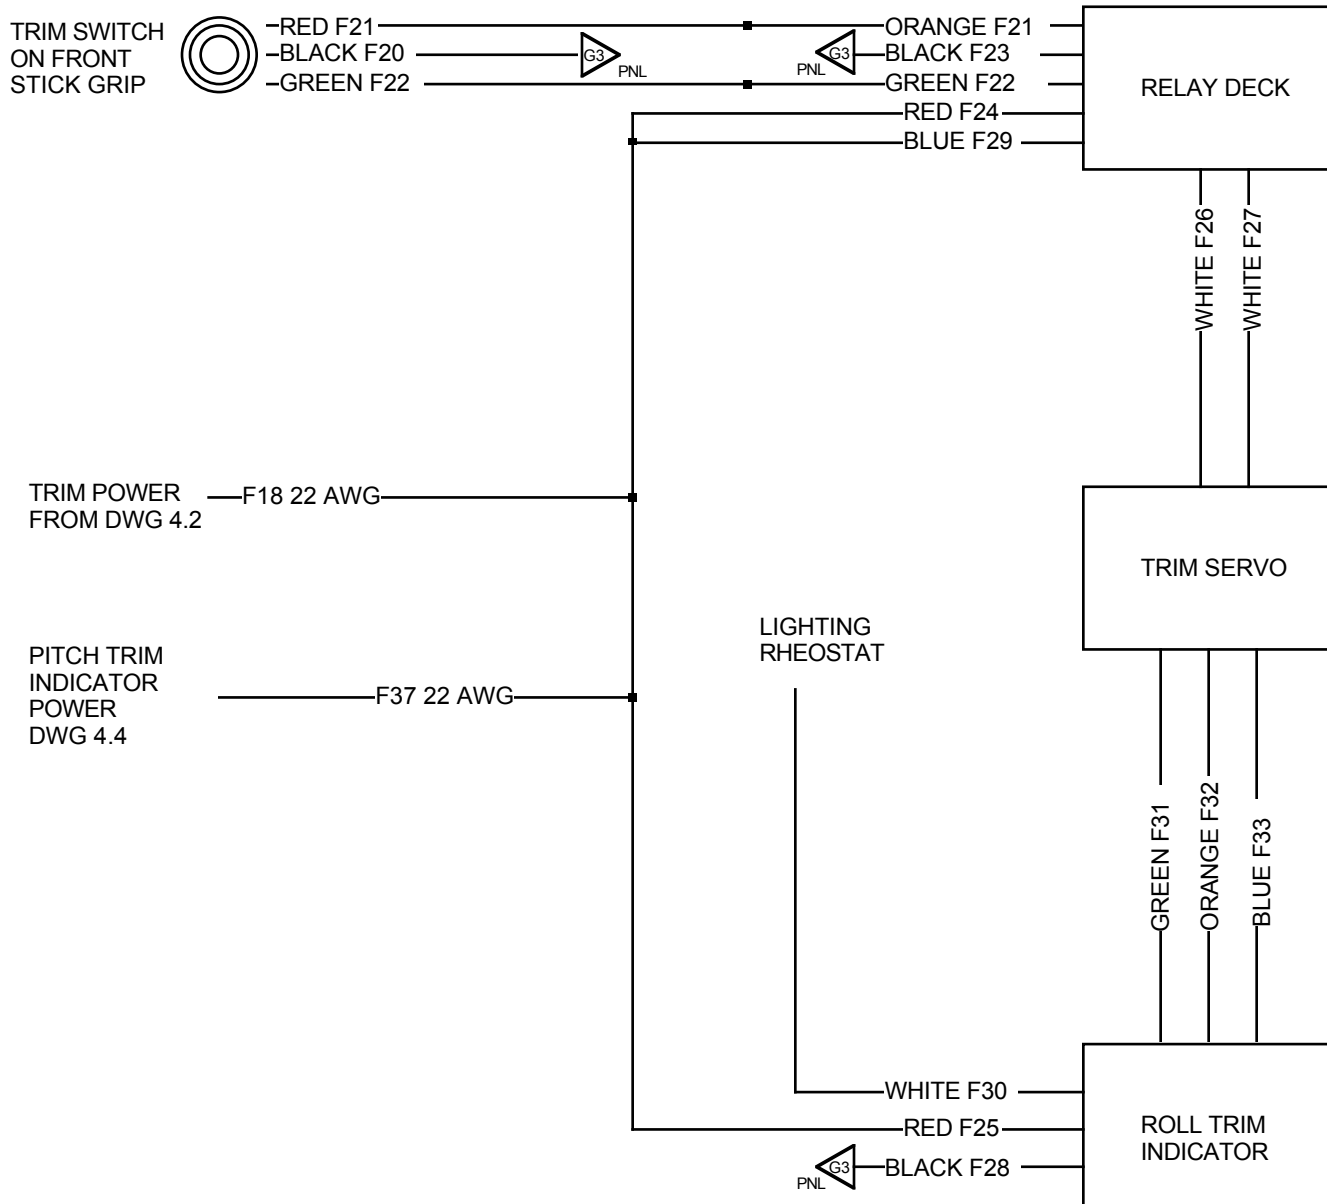 TRIM SWITCH
ON FRONT
STICK GRIP
RED F21
BLACK F20
GREEN F22
G3
PNL
G3
PNL
ORANGE F21
BLACK F23
GREEN F22
RED F24
BLUE F29
RELAY DECK
WHITE F26
WHITE F27
TRIM POWER
FROM DWG 4.2
F18 22 AWG
TRIM SERVO
PITCH TRIM
INDICATOR
POWER
DWG 4.4
F37 22 AWG
LIGHTING
RHEOSTAT
GREEN F31
ORANGE F32
BLUE F33
WHITE F30
RED F25
BLACK F28
G3
PNL
ROLL TRIM
INDICATOR